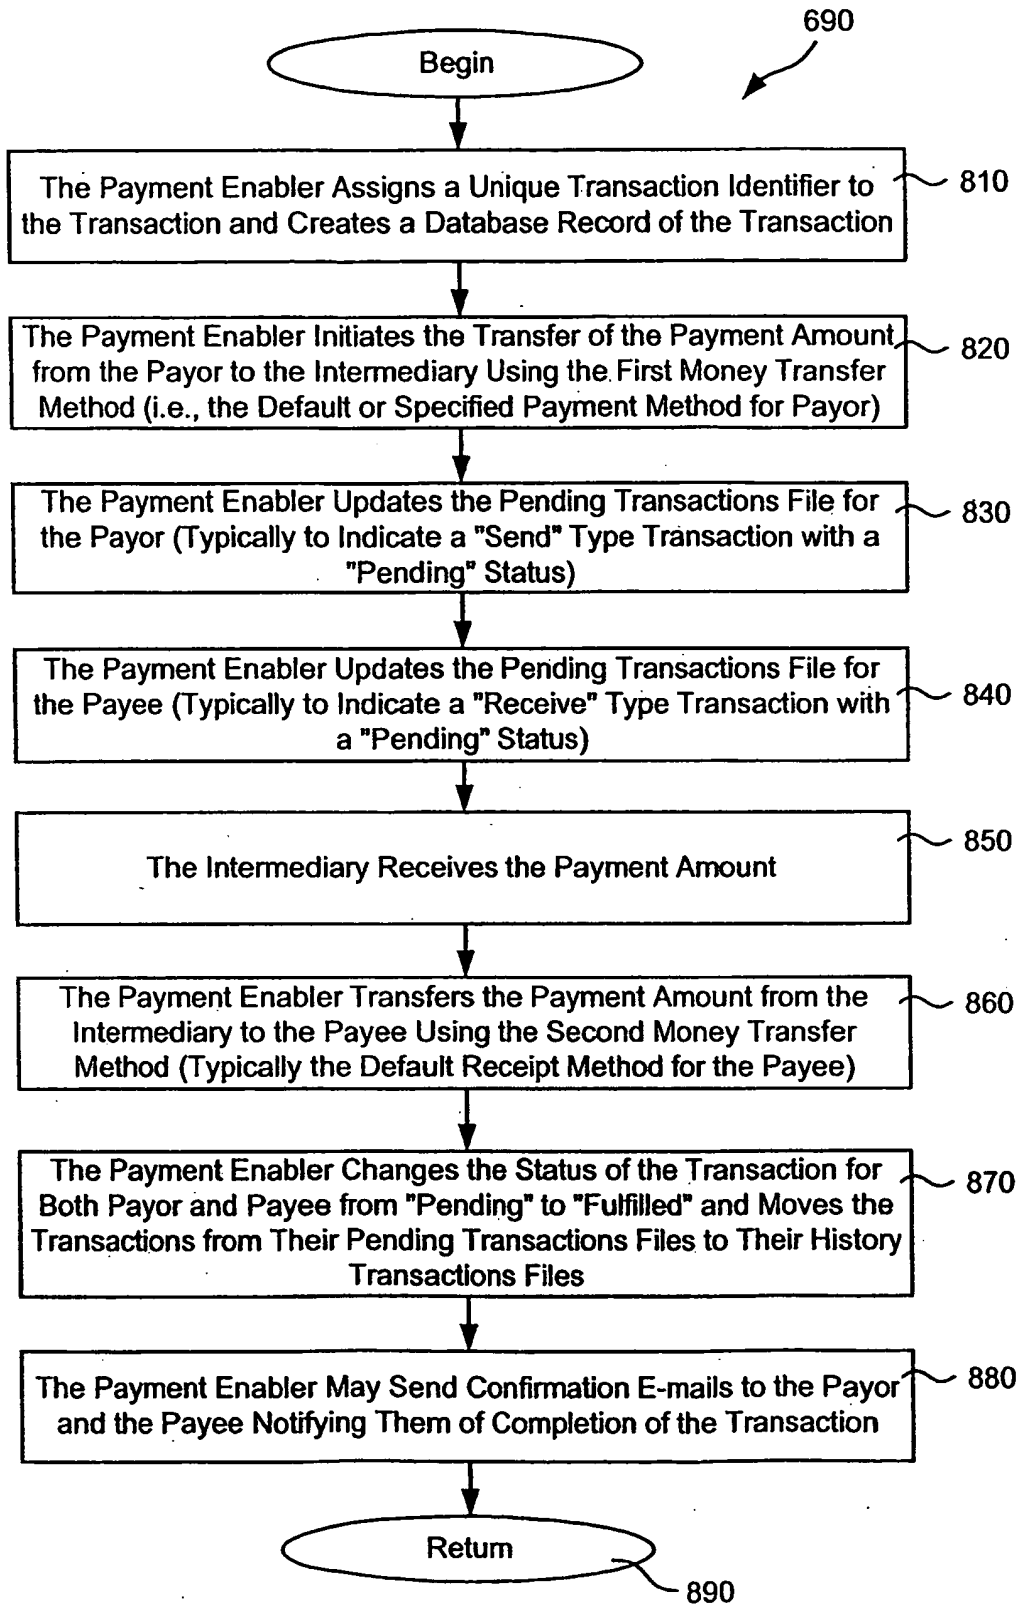 690
Begin
The Payment Enabler Assigns a Unique Transaction Identifier to
the Transaction and Creates a Database Record of the Transaction
810
The Payment Enabler Initiates the Transfer of the Payment Amount
from the Payor to the Intermediary Using the First Money Transfer
Method (i.e., the Default or Specified Payment Method for Payor)
820
The Payment Enabler Updates the Pending Transactions File for
the Payor (Typically to Indicate a "Send" Type Transaction with a
"Pending" Status)
830
The Payment Enabler Updates the Pending Transactions File for
the Payee (Typically to Indicate a "Receive" Type Transaction with
a "Pending" Status)
840
The Intermediary Receives the Payment Amount
850
The Payment Enabler Transfers the Payment Amount from the
Intermediary to the Payee Using the Second Money Transfer
Method (Typically the Default Receipt Method for the Payee)
860
The Payment Enabler Changes the Status of the Transaction for
Both Payor and Payee from "Pending" to "Fulfilled" and Moves the
Transactions from Their Pending Transactions Files to Their History
Transactions Files
870
The Payment Enabler May Send Confirmation E-mails to the Payor
and the Payee Notifying Them of Completion of the Transaction
880
Return
890